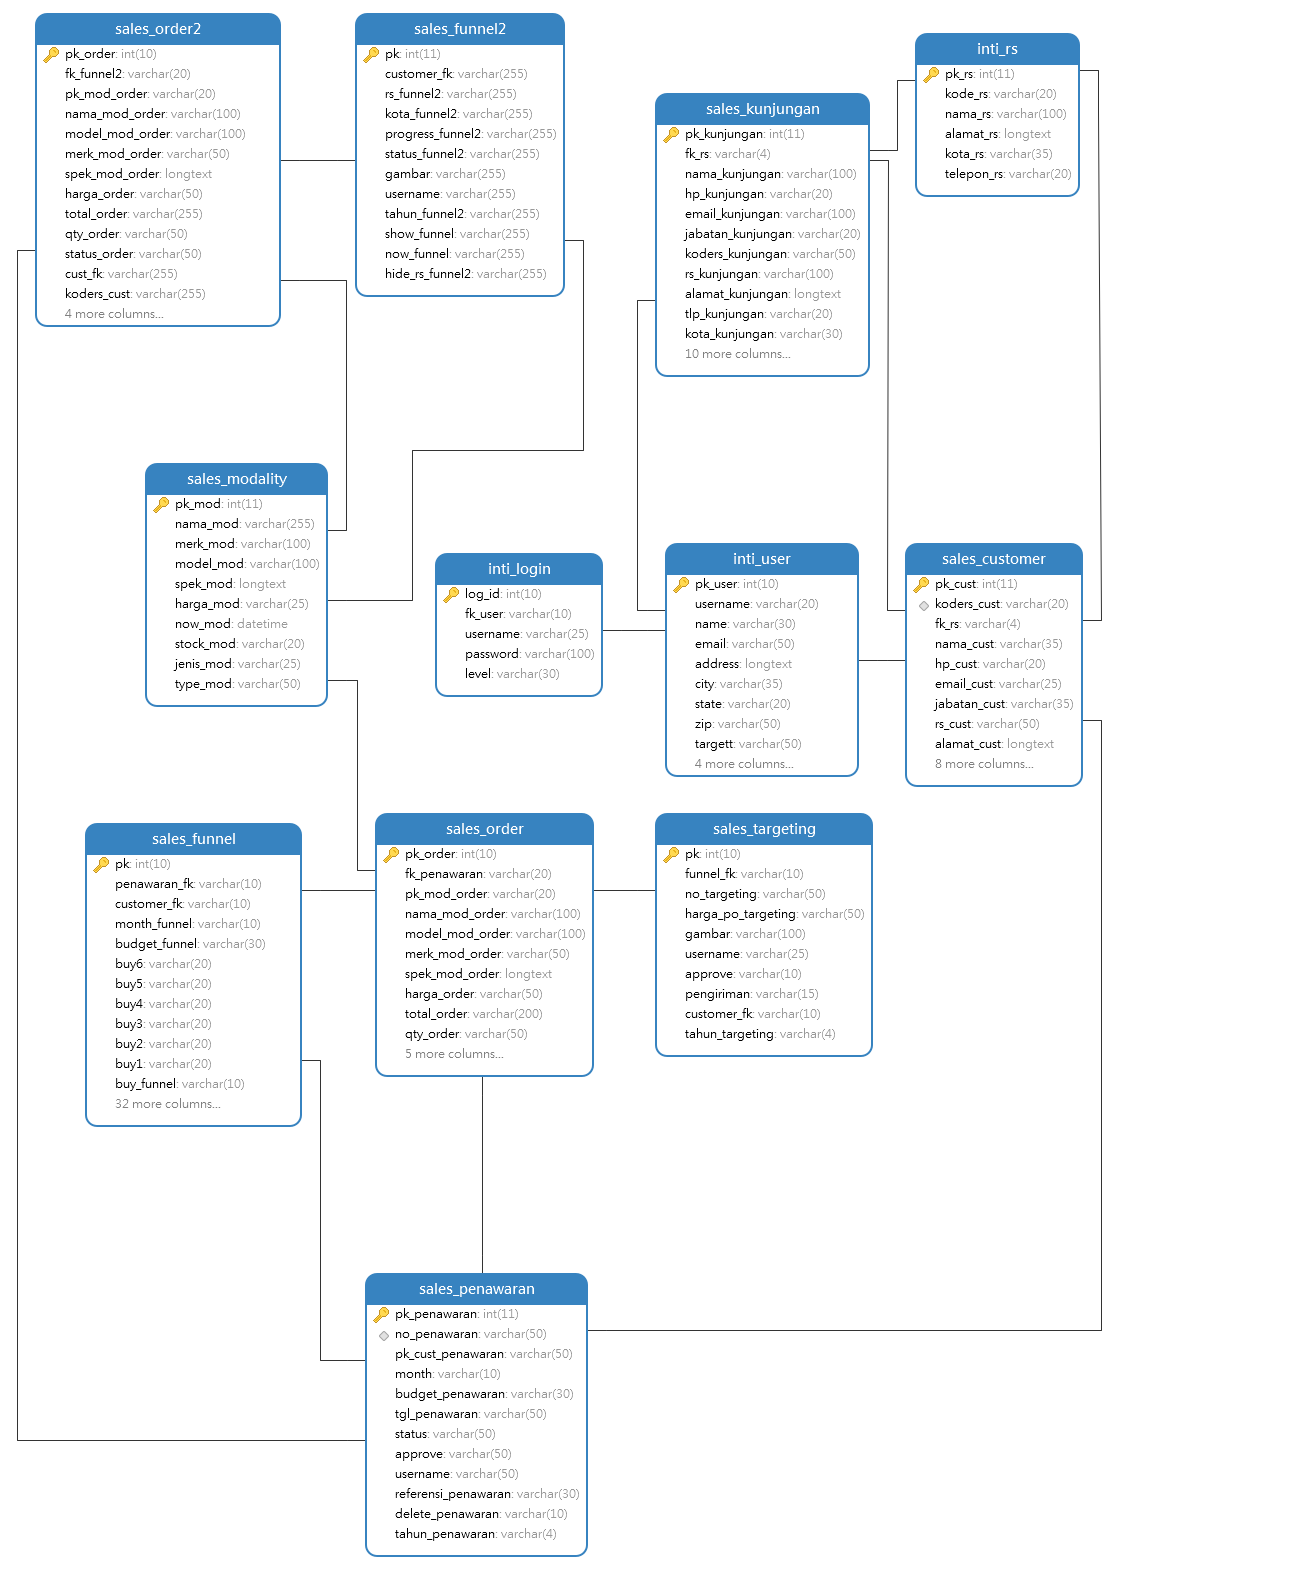 sales_order2
pk_order: int(10)
fk_funnel2: varchar(20)
pk_mod_order: varchar(20)
nama_mod_order: varchar(100)
model_mod_order: varchar(100)
merk_mod_order: varchar(50)
spek_mod_order: longtext
harga_order: varchar(50)
total_order: varchar(255)
qty_order: varchar(50)
status_order: varchar(50)
cust_fk: varchar(255)
koders_cust: varchar(255)
4 more columns...
sales_funnel2
pk: int(11)
customer_fk: varchar(255)
rs_funnel2: varchar(255)
kota_funnel2: varchar(255)
progress_funnel2: varchar(255)
status_funnel2: varchar(255)
gambar: varchar(255)
username: varchar(255)
tahun_funnel2: varchar(255)
show_funnel: varchar(255)
now_funnel: varchar(255)
hide_rs_funnel2: varchar(255)
sales_kunjungan
pk_kunjungan: int(11)
fk_rs: varchar(4)
nama_kunjungan: varchar(100)
hp_kunjungan: varchar(20)
email_kunjungan: varchar(100)
jabatan_kunjungan: varchar(20)
koders_kunjungan: varchar(50)
rs_kunjungan: varchar(100)
alamat_kunjungan: longtext
tlp_kunjungan: varchar(20)
kota_kunjungan: varchar(30)
10 more columns...
inti_rs
pk_rs: int(11)
kode_rs: varchar(20)
nama_rs: varchar(100)
alamat_rs: longtext
kota_rs: varchar(35)
telepon_rs: varchar(20)
sales_modality
pk_mod: int(11)
nama_mod: varchar(255)
merk_mod: varchar(100)
model_mod: varchar(100)
spek_mod: longtext
harga_mod: varchar(25)
now_mod: datetime
stock_mod: varchar(20)
jenis_mod: varchar(25)
type_mod: varchar(50)
inti_login
log_id: int(10)
fk_user: varchar(10)
username: varchar(25)
password: varchar(100)
level: varchar(30)
inti_user
pk_user: int(10)
username: varchar(20)
name: varchar(30)
email: varchar(50)
address: longtext
city: varchar(35)
state: varchar(20)
zip: varchar(50)
targett: varchar(50)
4 more columns...
sales_customer
pk_cust: int(11)
koders_cust: varchar(20)
fk_rs: varchar(4)
nama_cust: varchar(35)
hp_cust: varchar(20)
email_cust: varchar(25)
jabatan_cust: varchar(35)
rs_cust: varchar(50)
alamat_cust: longtext
8 more columns...
sales_funnel
pk: int(10)
penawaran_fk: varchar(10)
customer_fk: varchar(10)
month_funnel: varchar(10)
budget_funnel: varchar(30)
buy6: varchar(20)
buy5: varchar(20)
buy4: varchar(20)
buy3: varchar(20)
buy2: varchar(20)
buy1: varchar(20)
buy_funnel: varchar(10)
32 more columns...
sales_order
pk_order: int(10)
fk_penawaran: varchar(20)
pk_mod_order: varchar(20)
nama_mod_order: varchar(100)
model_mod_order: varchar(100)
merk_mod_order: varchar(50)
spek_mod_order: longtext
harga_order: varchar(50)
total_order: varchar(200)
qty_order: varchar(50)
5 more columns...
sales_targeting
pk: int(10)
funnel_fk: varchar(10)
no_targeting: varchar(50)
harga_po_targeting: varchar(50)
gambar: varchar(100)
username: varchar(25)
approve: varchar(10)
pengiriman: varchar(15)
customer_fk: varchar(10)
tahun_targeting: varchar(4)
sales_penawaran
pk_penawaran: int(11)
no_penawaran: varchar(50)
pk_cust_penawaran: varchar(50)
month: varchar(10)
budget_penawaran: varchar(30)
tgl_penawaran: varchar(50)
status: varchar(50)
approve: varchar(50)
username: varchar(50)
referensi_penawaran: varchar(30)
delete_penawaran: varchar(10)
tahun_penawaran: varchar(4)